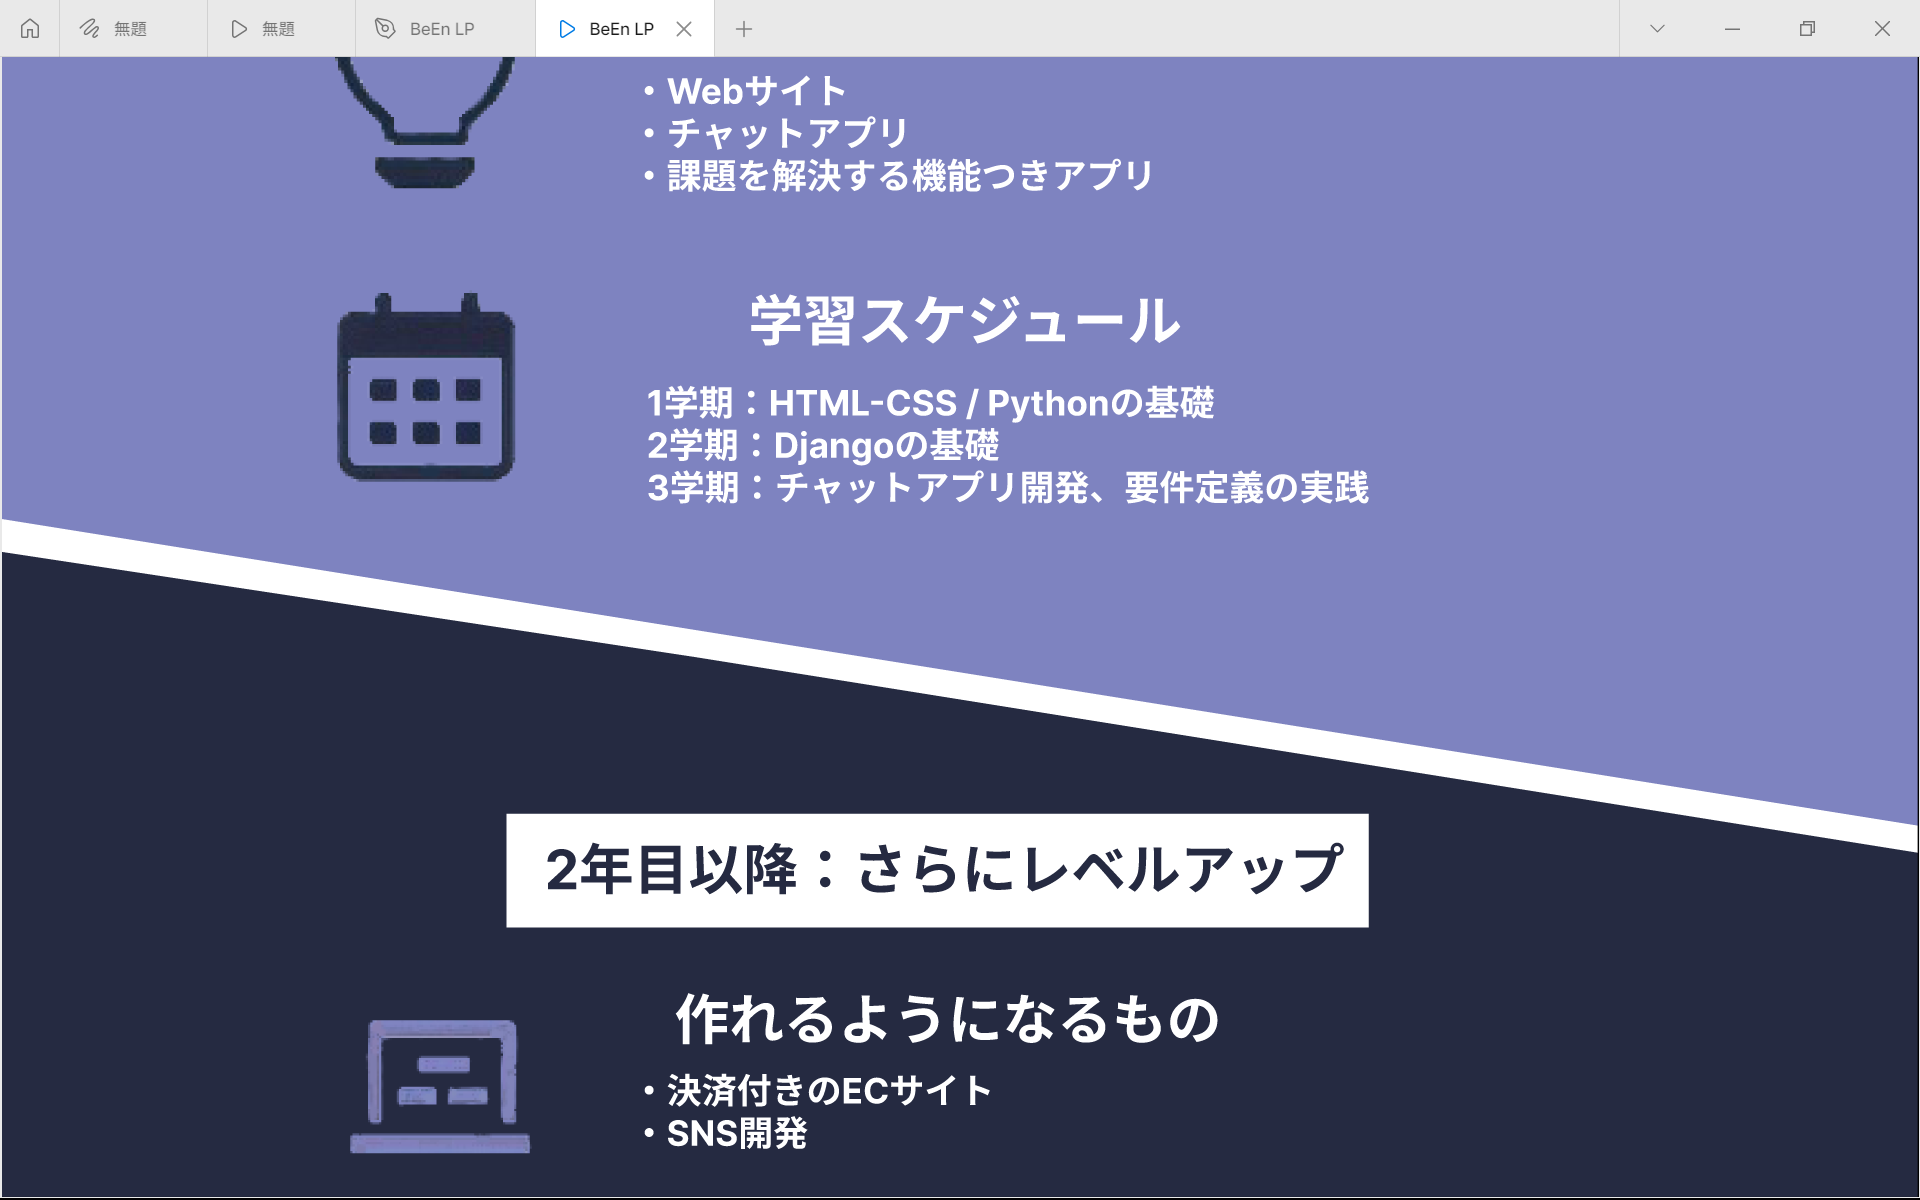 無題
無題
BeEn LP
BeEn LP
・Webサイト
・チャットアプリ
・課題を解決する機能つきアプリ
学習スケジュール
1学期：HTML-CSS / Pythonの基礎
2学期：Djangoの基礎
3学期：チャットアプリ開発、要件定義の実践
2年目以降：さらにレベルアップ
作れるようになるもの
・決済付きのECサイト
・SNS開発